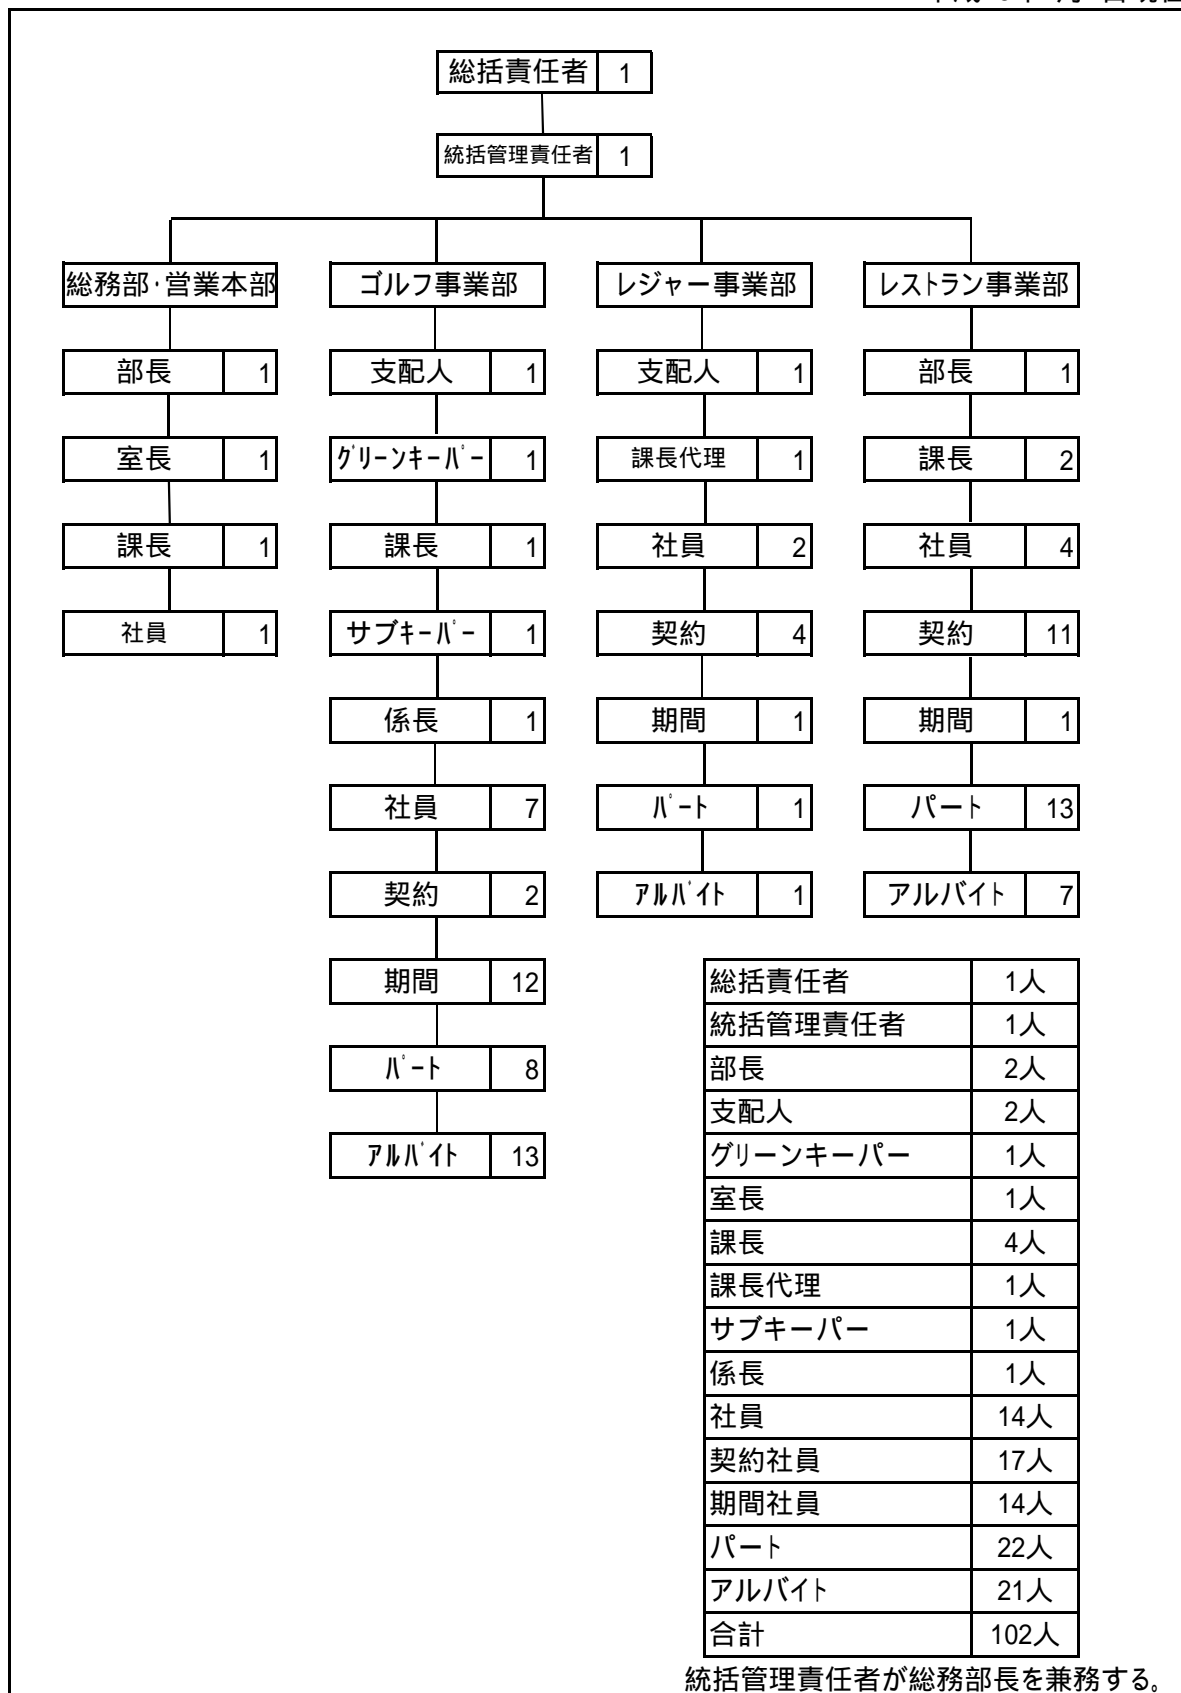 総括責任者 1
統括管理責任者 1
総務部・営業本部 ゴルフ事業部 レジャー事業部 レストラン事業部
部長 1 支配人 1 支配人 1 部長 1
室長 1 グリーンキーパー 1 課長代理 1 課長 2
課長 1 課長 1 社員 2 社員 4
社員 1 サブキーパー 1 契約 4 契約 11
係長 1 期間 1 期間 1
社員 7 パート 1 パート 13
契約 2 アルバイト 1 アルバイト 7
期間 12
パート 8
アルバイト 13
総括責任者 1人
統括管理責任者 1人
部長 2人
支配人 2人
グリーンキーパー 1人
室長 1人
課長 4人
課長代理 1人
サブキーパー 1人
係長 1人
社員 14人
契約社員 17人
期間社員 14人
パート 22人
アルバイト 21人
合計 102人
統括管理責任者が総務部長を兼務する。